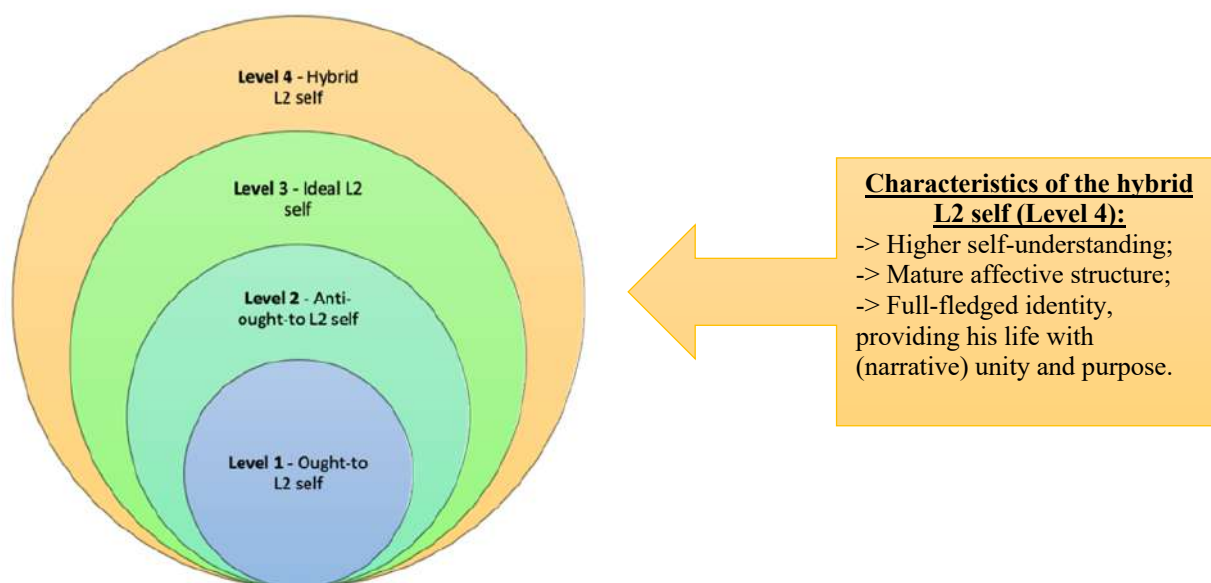 Level 4 - Hybrid
L2 self
Level 3 - Ideal L2
self
Level 2 - Anti-
ought-to L2 self
Level 1 - Ought-to
L2 self
Characteristics of the hybrid
L2 self (Level 4):
-> Higher self-understanding;
-> Mature affective structure;
-> Full-fledged identity,
providing his life with
(narrative) unity and purpose.